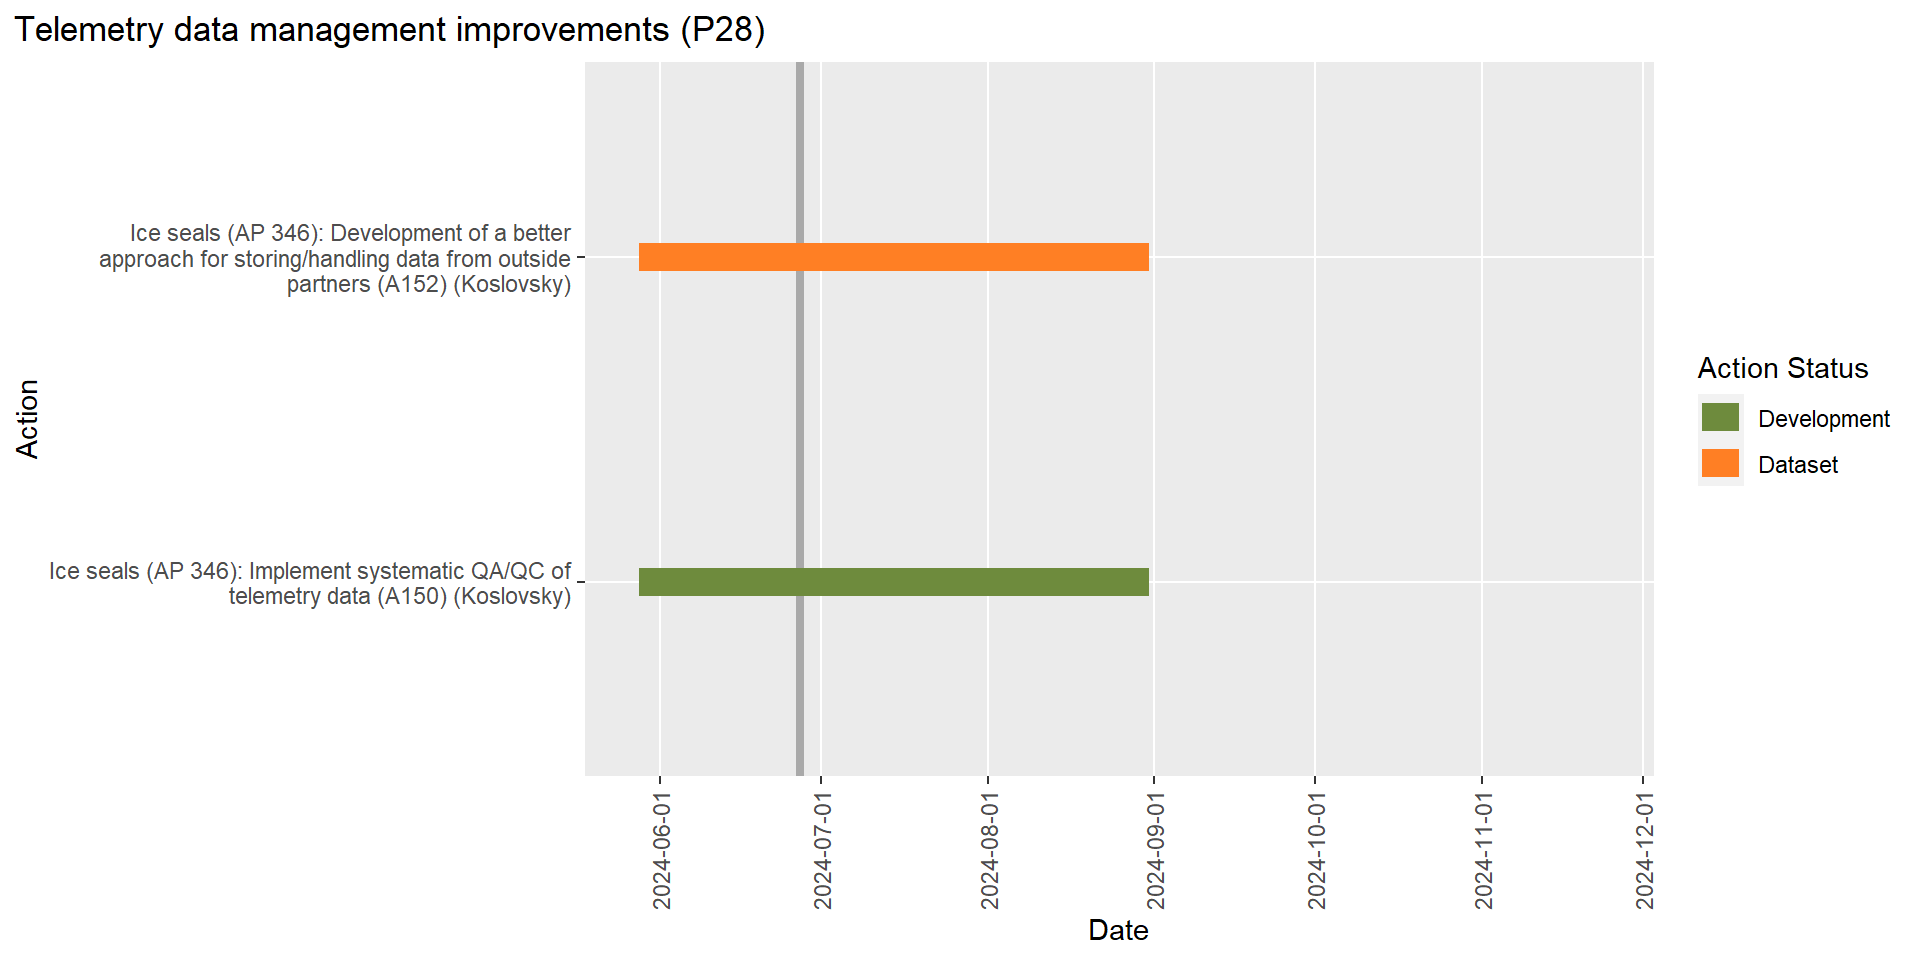 Telemetry data management improvements (P28)
Ice seals (AP 346): Development of a better
approach for storing/handling data from outside
partners (A152) (Koslovsky)
Action
Ice seals (AP 346): Implement systematic QA/QC of
telemetry data (A150) (Koslovsky)
Action Status
Development
Dataset
2024-06-01
2024-07-01
2024-08-01
2024-09-01
2024-10-01
2024-11-01
2024-12-01
Date